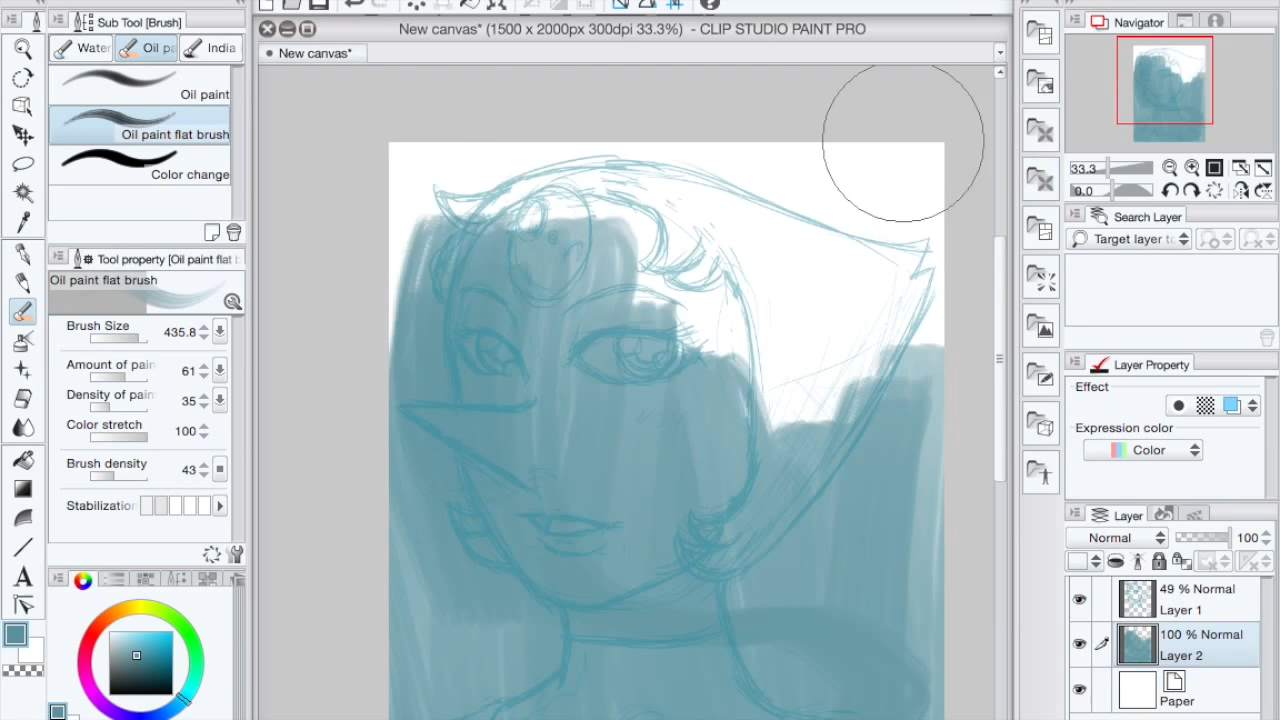 Sub Tool [Brush]
Water
Oil pa
India
Oil paint
Oil paint flat brush
Color change
Tool property [Oil paint flat b
Oil paint flat brush
Brush Size 435.8
Amount of pain 61
Density of pain 35
Color stretch 100
Brush density 43
Stabilization
A
New canvas* (1500 x 2000px 300dpi 33.3%) - CLIP STUDIO PAINT PRO
New canvas*
Navigator
33.3
0.0
Search Layer
Target layer to
Layer Property
Effect
Expression color
Color
Layer
Normal 100
49 % Normal
Layer 1
100 % Normal
Layer 2
Paper